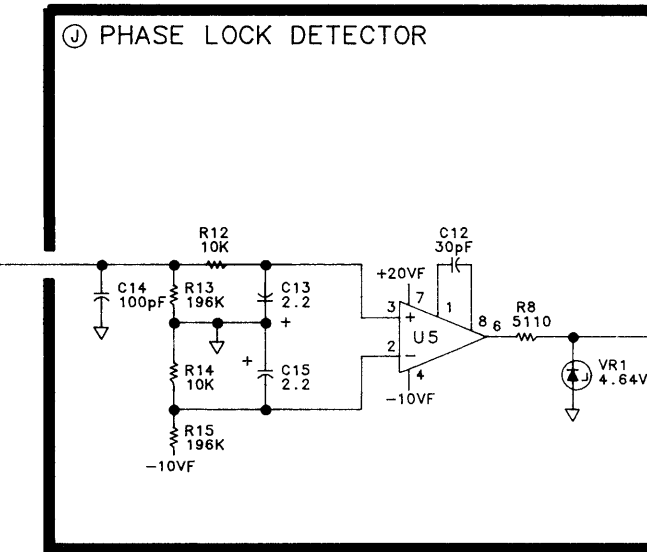 J PHASE LOCK DETECTOR
R12
10K
C12
30pF
+20VF
C14
100pF
R13
196K
C13
2.2
+
7
1
3
+
R8
5110
8
6
U5
2
−
4
−10VF
R14
10K
+
C15
2.2
VR1
4.64V
R15
196K
−10VF